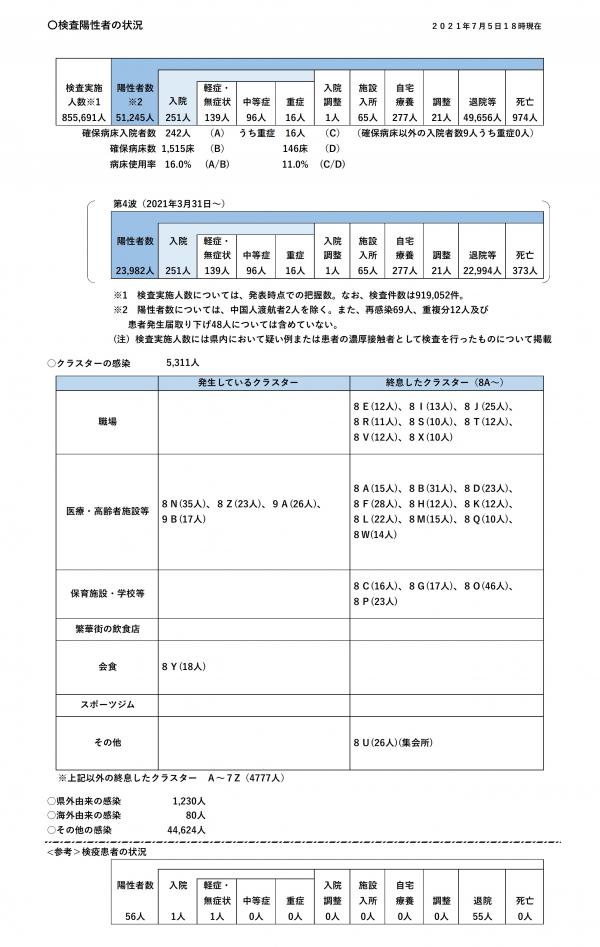 〇検査陽性者の状況
２０２１年７月５日１８時現在
検査実施人数※1 陽性者数※2 入院 軽症・無症状 中等症 重症 入院調整 施設入所 自宅療養 調整 退院等 死亡
855,691人 51,245人 251人 139人 96人 16人 1人 65人 277人 21人 49,656人 974人
確保病床入院者数 242人 (A) うち重症 16人 (C) (確保病床以外の入院者数9人うち重症0人)
確保病床数 1,515床 (B) 146床 (D)
病床使用率 16.0% (A/B) 11.0% (C/D)
第4波（2021年3月31日～）
陽性者数 入院 軽症・無症状 中等症 重症 入院調整 施設入所 自宅療養 調整 退院等 死亡
23,982人 251人 139人 96人 16人 1人 65人 277人 21人 22,994人 373人
※1　検査実施人数については、発表時点での把握数。なお、検査件数は919,052件。
※2　陽性者数については、中国人渡航者2人を除く。また、再感染69人、重複分12人及び
患者発生届取り下げ48人については含めていない。
(注)　検査実施人数には県内において疑い例または患者の濃厚接触者として検査を行ったものについて掲載
〇クラスターの感染 5,311人
発生しているクラスター 終息したクラスター（8A～）
職場
８Ｅ(12人)、８Ｉ(13人)、８Ｊ(25人)、
８Ｒ(11人)、８Ｓ(10人)、８Ｔ(12人)、
８Ｖ(12人)、８Ｘ(10人)
医療・高齢者施設等
８Ｎ(35人)、８Ｚ(23人)、９Ａ(26人)、
９Ｂ(17人)
８Ａ(15人)、８Ｂ(31人)、８Ｄ(23人)、
８Ｆ(28人)、８Ｈ(12人)、８Ｋ(12人)、
８Ｌ(22人)、８Ｍ(15人)、８Ｑ(10人)、
８Ｗ(14人)
保育施設・学校等
８Ｃ(16人)、８Ｇ(17人)、８Ｏ(46人)、
８Ｐ(23人)
繁華街の飲食店
会食 ８Ｙ(18人)
スポーツジム
その他 ８Ｕ(26人)(集会所)
※上記以外の終息したクラスター　Ａ～７Ｚ（4777人）
〇県外由来の感染 1,230人
〇海外由来の感染 80人
〇その他の感染 44,624人
<参考>検疫患者の状況
陽性者数 入院 軽症・無症状 中等症 重症 入院調整 施設入所 自宅療養 調整 退院 死亡
56人 1人 1人 0人 0人 0人 0人 0人 0人 55人 0人